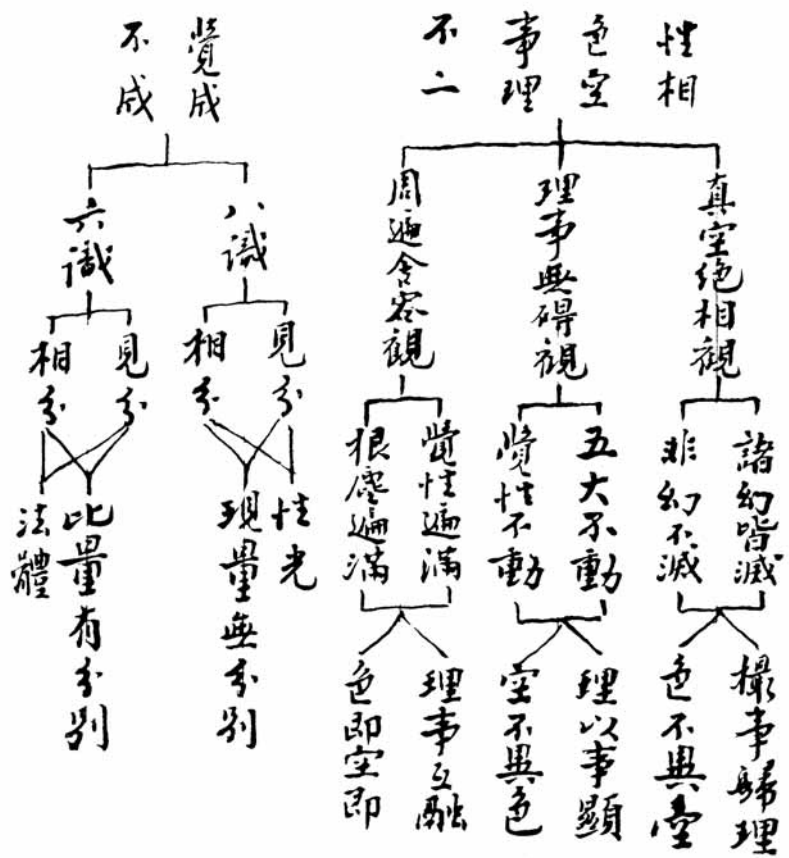 性相
色空
事理
不二
真空绝相觀
理事無碍觀
周遍含容觀
諸幻皆滅
非幻不滅
五大不動
覺性不動
覺性遍滿
根塵遍滿
撮事歸理
色不異空
理以事顯
空不異色
理事互融
色即空即
覺成
不成
八識
六識
見分
相分
見分
相分
性光
現量無分别
比量有分别
法體